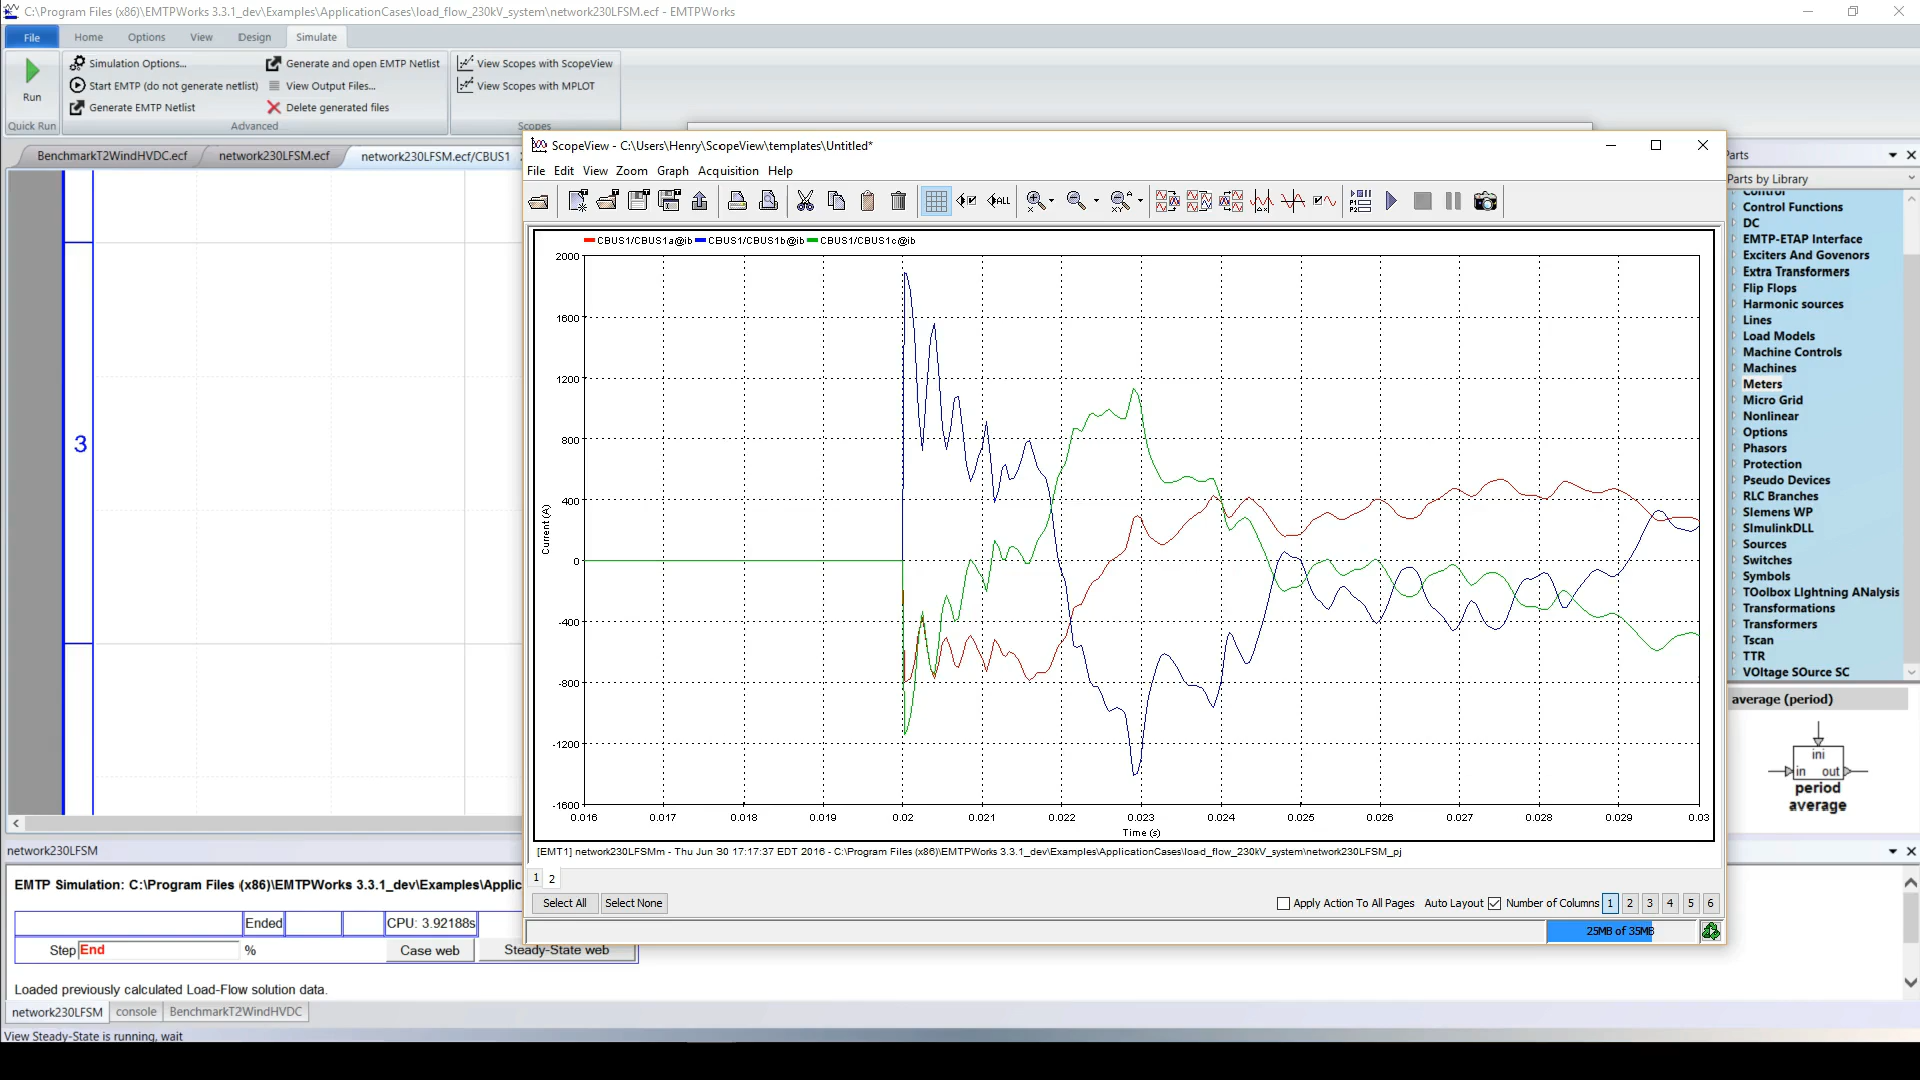 C:\Program Files (x86)\EMTPWorks 3.3.1_dev\Examples\ApplicationCases\load_flow_230kV_system\network230LFSM.ecf - EMTPWorks
File Home Options View Design Simulate
Simulation Options... Generate and open EMTP Netlist View Scopes with ScopeView
Start EMTP (do not generate netlist) View Output Files... View Scopes with MPLOT
Run Generate EMTP Netlist Delete generated files
Quick Run Advanced Scopes
BenchmarkT2WindHVDC.ecf network230LFSM.ecf network230LFSM.ecf/CBUS1
ScopeView - C:\Users\Henry\ScopeView\templates\Untitled*
File Edit View Zoom Graph Acquisition Help
CBUS1/CBUS1a@ib CBUS1/CBUS1b@ib CBUS1/CBUS1c@ib
2000
1600
1200
800
400
0
-400
-800
-1200
-1600
Current (A)
0.016 0.017 0.018 0.019 0.02 0.021 0.022 0.023 0.024 0.025 0.026 0.027 0.028 0.029 0.03
Time (s)
[EMT1] network230LFSMm - Thu Jun 30 17:17:37 EDT 2016 - C:\Program Files (x86)\EMTPWorks 3.3.1_dev\Examples\ApplicationCases\load_flow_230kV_system\network230LFSM_pj
1 2
Select All Select None Apply Action To All Pages Auto Layout Number of Columns 1 2 3 4 5 6
25MB of 35MB
3
arts
Parts by Library
Control
Control Functions
DC
EMTP-ETAP Interface
Exciters And Govenors
Extra Transformers
Flip Flops
Harmonic sources
Lines
Load Models
Machine Controls
Machines
Meters
Micro Grid
Nonlinear
Options
Phasors
Protection
Pseudo Devices
RLC Branches
SIemens WP
SImulinkDLL
Sources
Switches
Symbols
TOolbox LIghtning ANalysis
Transformations
Transformers
Tscan
TTR
VOltage SOurce SC
average (period)
ini
in out
period
average
network230LFSM
EMTP Simulation: C:\Program Files (x86)\EMTPWorks 3.3.1_dev\Examples\Applic
Ended CPU: 3.92188s
Step End % Case web Steady-State web
Loaded previously calculated Load-Flow solution data.
network230LFSM console BenchmarkT2WindHVDC
View Steady-State is running, wait